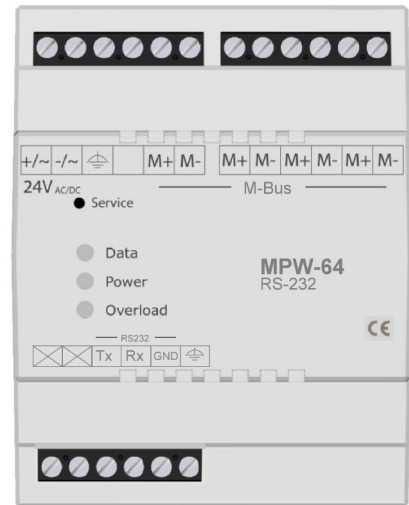 +/~ -/~ M+ M- M+ M- M+ M- M+ M-
24V AC/DC M-Bus
Service
Data
Power
Overload
MPW-64
RS-232
CE
RS232
Tx Rx GND